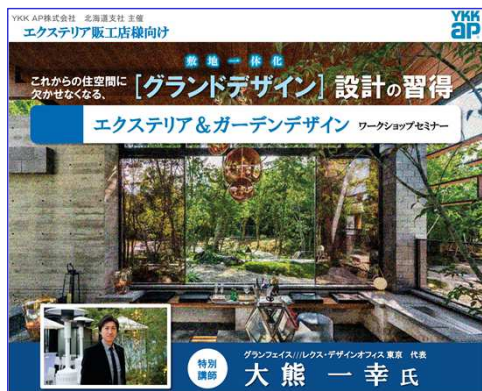 YKK AP株式会社　北海道支社 主催
エクステリア販工店様向け
YKK
ap
敷地一体化
これからの住空間に
欠かせなくなる、
［グランドデザイン］設計の習得
エクステリア＆ガーデンデザイン ワークショップセミナー
特別
講師
グランフェイス///レクス・デザインオフィス東京　代表
大熊 一幸 氏